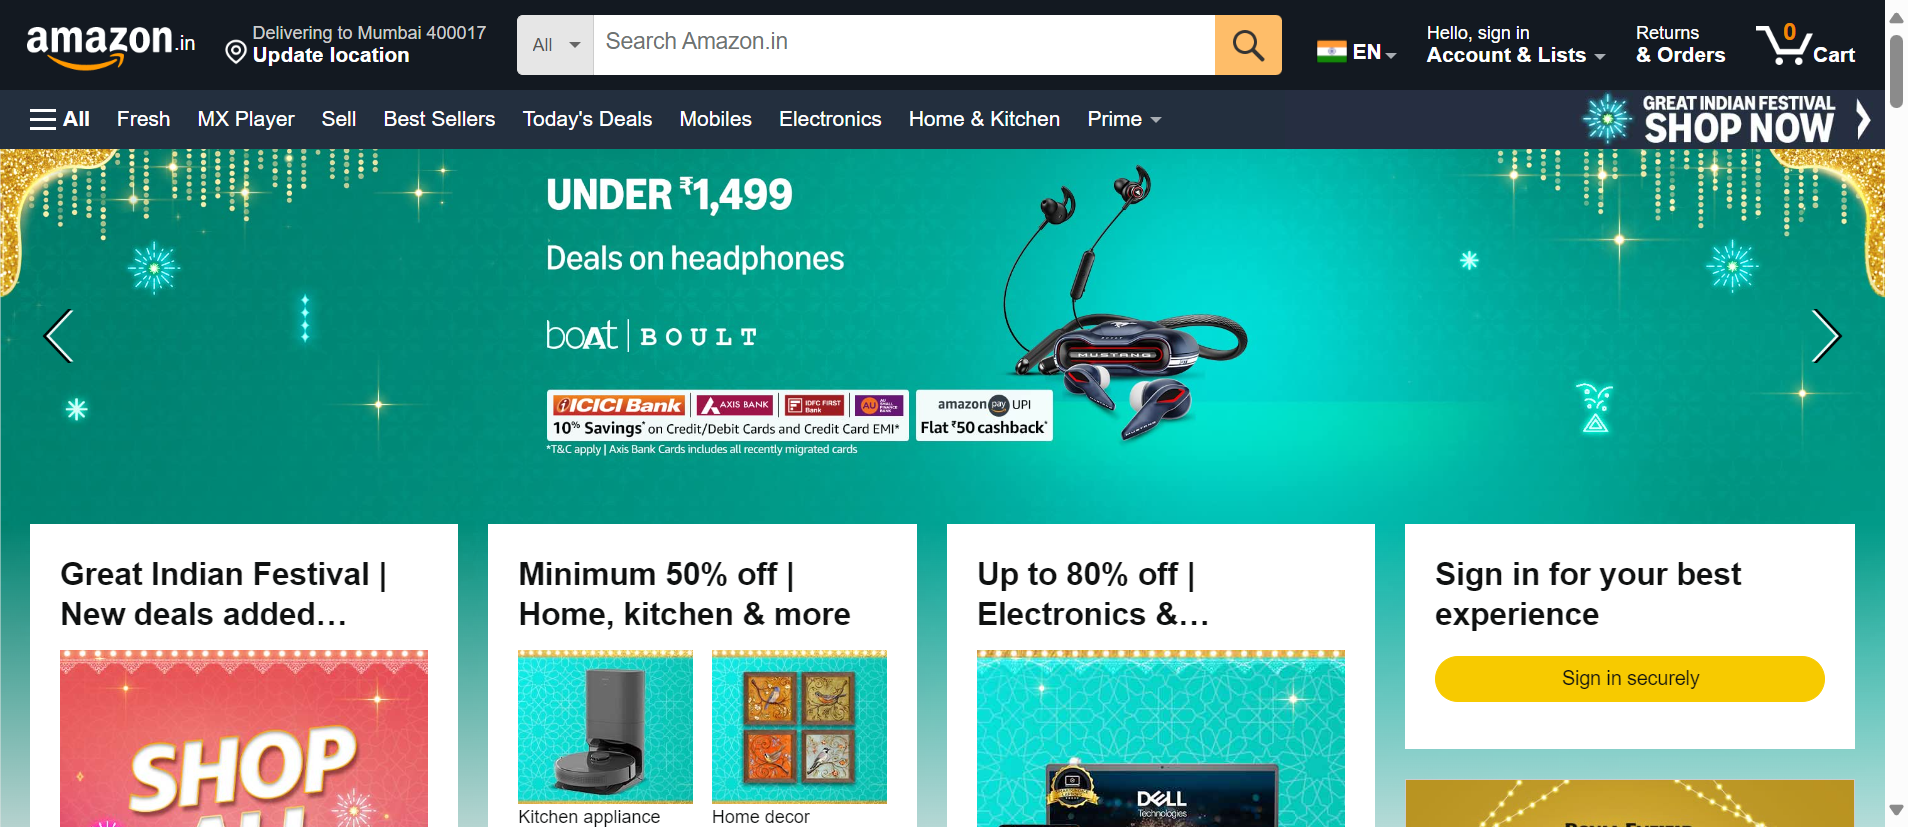 amazon.in
Delivering to Mumbai 400017
Update location
All
Search Amazon.in
EN
Hello, sign in
Account & Lists
Returns
& Orders
0
Cart
All
Fresh
MX Player
Sell
Best Sellers
Today's Deals
Mobiles
Electronics
Home & Kitchen
Prime
GREAT INDIAN FESTIVAL
SHOP NOW
UNDER ₹1,499
Deals on headphones
boAt | BOULT
MUSTANG
MUSTANG
ICICI Bank
AXIS BANK
IDFC FIRST
Bank
AU
AU
SMALL
FINANCE
BANK
10% Savings* on Credit/Debit Cards and Credit Card EMI*
amazon pay UPI
Flat ₹50 cashback*
*T&C apply | Axis Bank Cards includes all recently migrated cards
Great Indian Festival |
New deals added…
SHOP
ALL
Minimum 50% off |
Home, kitchen & more
Kitchen appliance
Home decor
Up to 80% off |
Electronics &…
DELL
Technologies
Sign in for your best
experience
Sign in securely